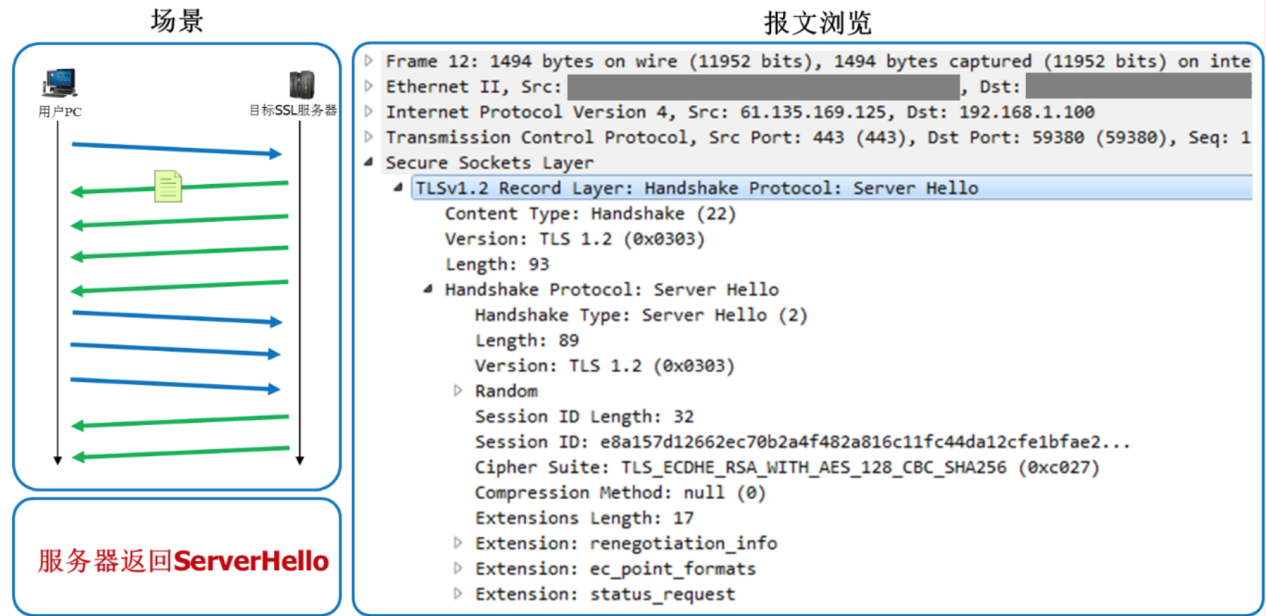 场景
报文浏览
用户PC
目标SSL服务器
服务器返回ServerHello
Frame 12: 1494 bytes on wire (11952 bits), 1494 bytes captured (11952 bits) on inte
Ethernet II, Src: , Dst:
Internet Protocol Version 4, Src: 61.135.169.125, Dst: 192.168.1.100
Transmission Control Protocol, Src Port: 443 (443), Dst Port: 59380 (59380), Seq: 1
Secure Sockets Layer
TLSv1.2 Record Layer: Handshake Protocol: Server Hello
Content Type: Handshake (22)
Version: TLS 1.2 (0x0303)
Length: 93
Handshake Protocol: Server Hello
Handshake Type: Server Hello (2)
Length: 89
Version: TLS 1.2 (0x0303)
Random
Session ID Length: 32
Session ID: e8a157d12662ec70b2a4f482a816c11fc44da12cfe1bfae2...
Cipher Suite: TLS_ECDHE_RSA_WITH_AES_128_CBC_SHA256 (0xc027)
Compression Method: null (0)
Extensions Length: 17
Extension: renegotiation_info
Extension: ec_point_formats
Extension: status_request